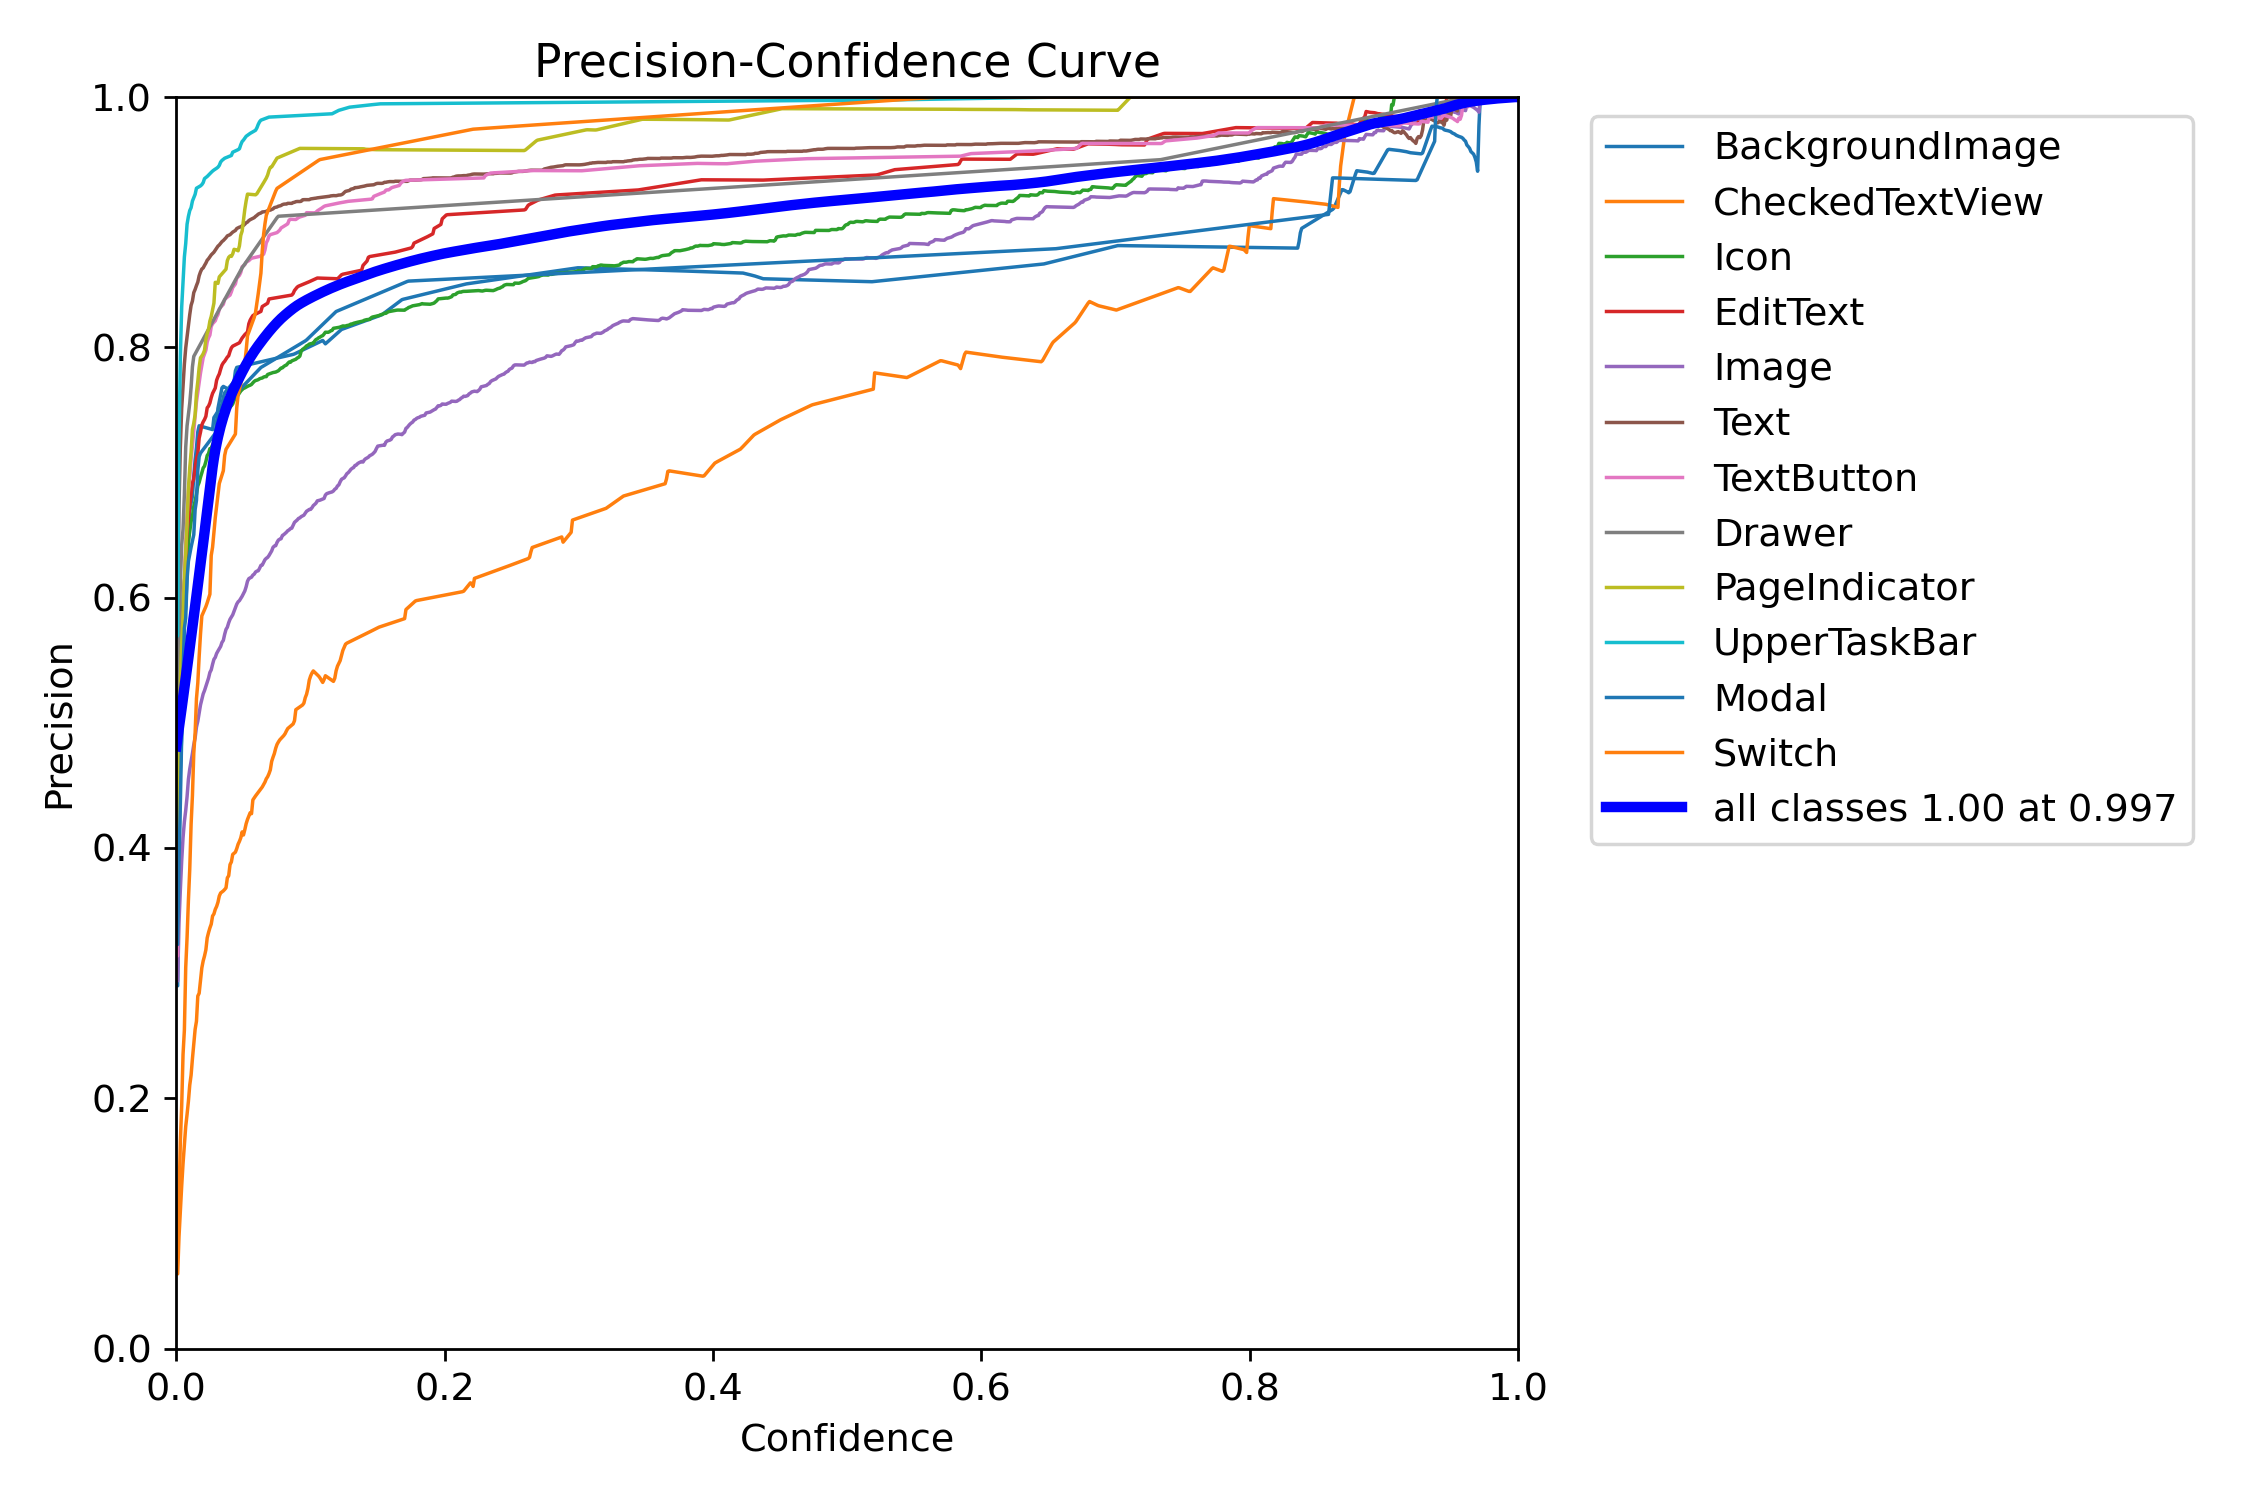 Precision-Confidence Curve
1.0
0.8
0.6
0.4
0.2
0.0
Precision
0.0 0.2 0.4 0.6 0.8 1.0
Confidence
BackgroundImage
CheckedTextView
Icon
EditText
Image
Text
TextButton
Drawer
PageIndicator
UpperTaskBar
Modal
Switch
all classes 1.00 at 0.997